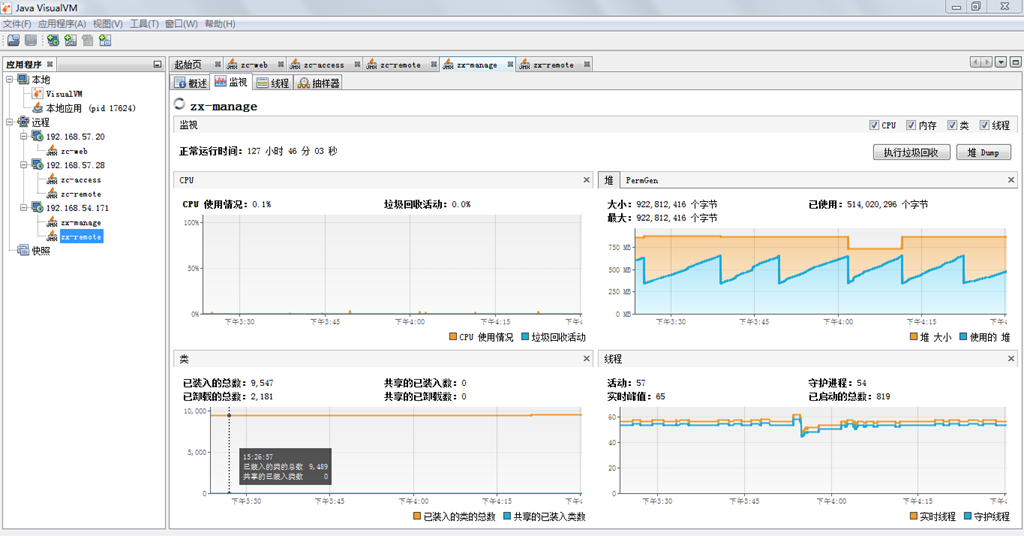 Java VisualVM
文件(F) 应用程序(A) 视图(V) 工具(T) 窗口(W) 帮助(H)
应用程序
本地
VisualVM
本地应用 (pid 17624)
远程
192.168.57.20
zc-web
192.168.57.28
zc-access
zc-remote
192.168.54.171
zx-manage
zx-remote
快照
起始页 zc-web zc-access zc-remote zx-manage zx-remote
概述 监视 线程 抽样器
zx-manage
监视 CPU 内存 类 线程
正常运行时间: 127 小时 46 分 03 秒 执行垃圾回收 堆 Dump
CPU
CPU 使用情况: 0.1% 垃圾回收活动: 0.0%
100%
50%
0%
下午3:30 下午3:45 下午4:00 下午4:15 下午4:
CPU 使用情况 垃圾回收活动
堆 PermGen
大小: 922,812,416 个字节 已使用: 514,020,296 个字节
最大: 922,812,416 个字节
750 MB
500 MB
250 MB
0 MB
下午3:30 下午3:45 下午4:00 下午4:15 下午4:
堆 大小 使用的 堆
类
已装入的总数: 9,547 共享的已装入数: 0
已卸载的总数: 2,181 共享的已卸载数: 0
10,000
5,000
0
15:26:57
已装入的类的总数 9,489
共享的已装入类数 0
下午3:30 下午3:45 下午4:00 下午4:15 下午4:
已装入的类的总数 共享的已装入类数
线程
活动: 57 守护进程: 54
实时峰值: 65 已启动的总数: 819
60
40
20
0
下午3:30 下午3:45 下午4:00 下午4:15 下午4:
实时线程 守护线程